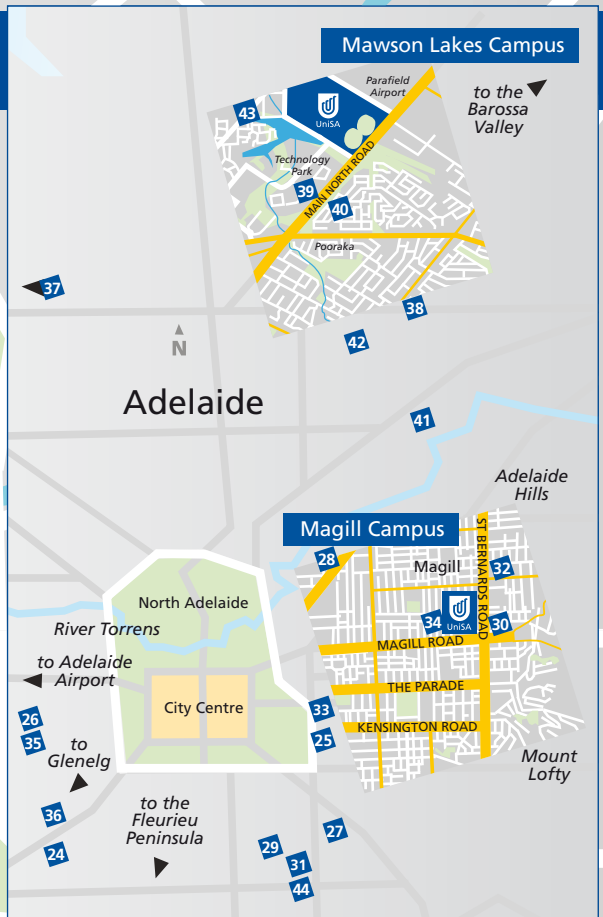 Mawson Lakes Campus
Parafield
Airport
to the
Barossa
Valley
43
UniSA
Technology
Park
39
MAIN NORTH ROAD
40
Pooraka
37
38
N
42
Adelaide
41
Adelaide
Hills
Magill Campus
ST BERNARDS ROAD
28
Magill
32
North Adelaide
UniSA
34
30
River Torrens
MAGILL ROAD
to Adelaide
Airport
THE PARADE
City Centre
33
26
KENSINGTON ROAD
35
25
to
Glenelg
Mount
Lofty
36
to the
Fleurieu
Peninsula
27
24
29
31
44